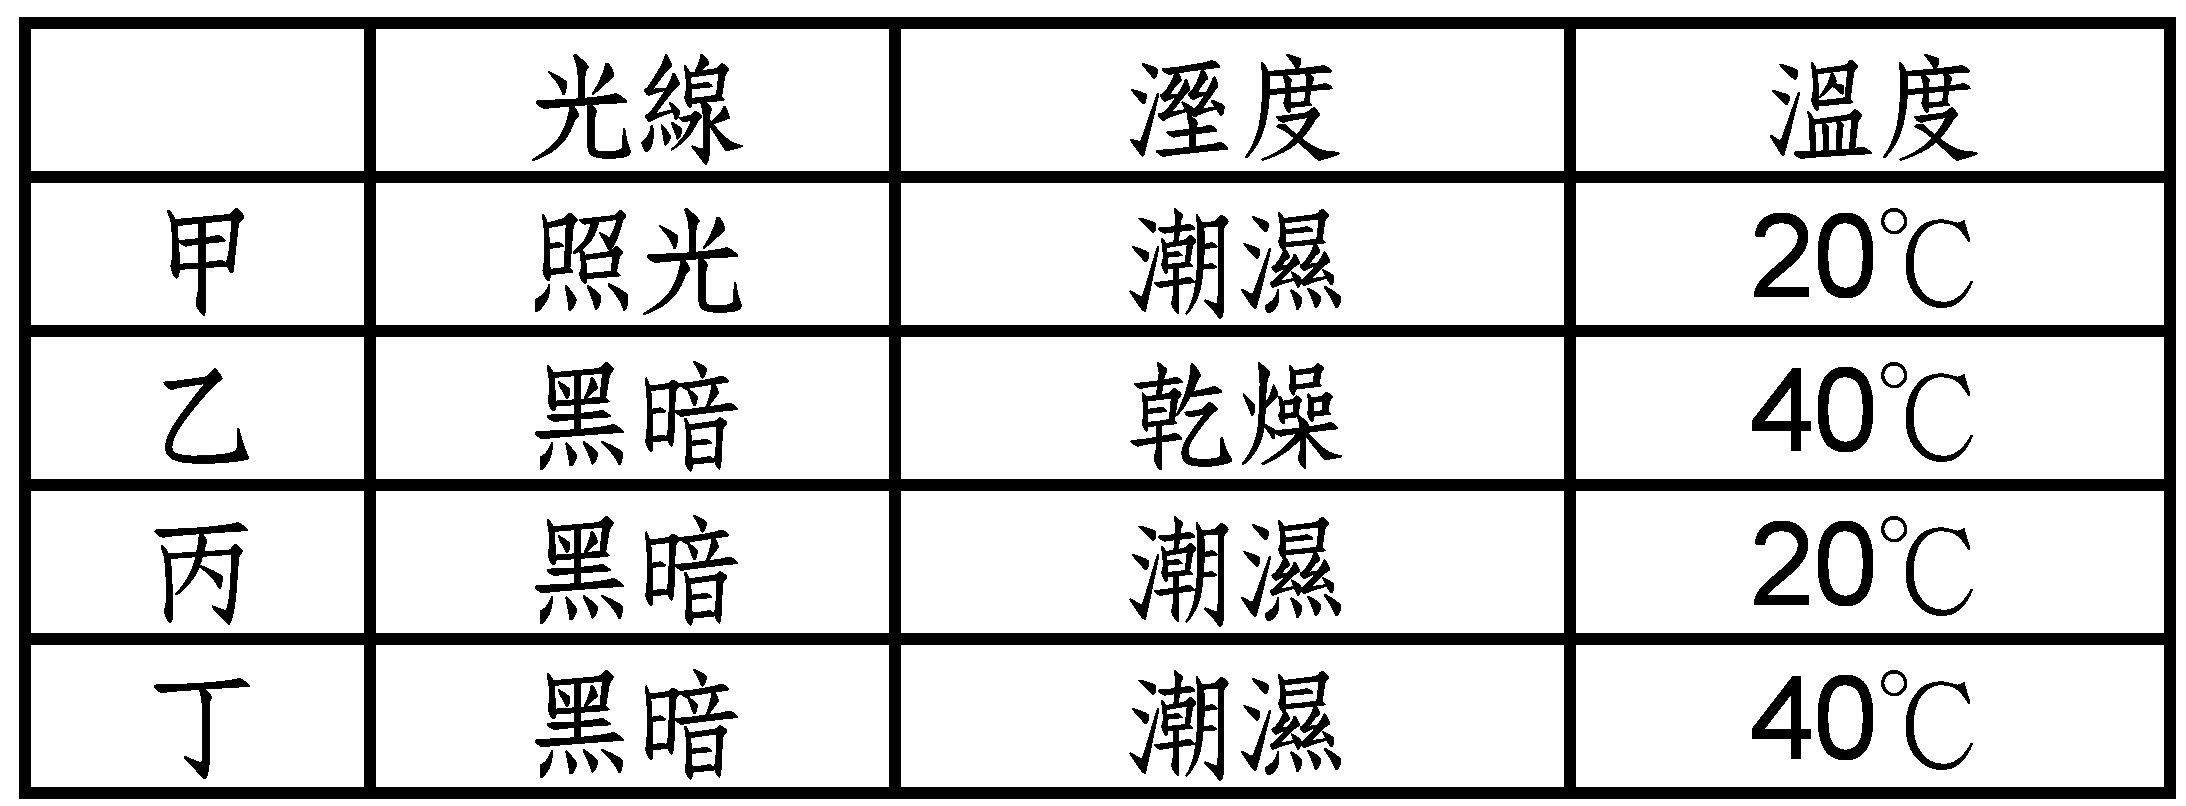 光線 溼度 溫度
甲 照光 潮濕 20℃
乙 黑暗 乾燥 40℃
丙 黑暗 潮濕 20℃
丁 黑暗 潮濕 40℃